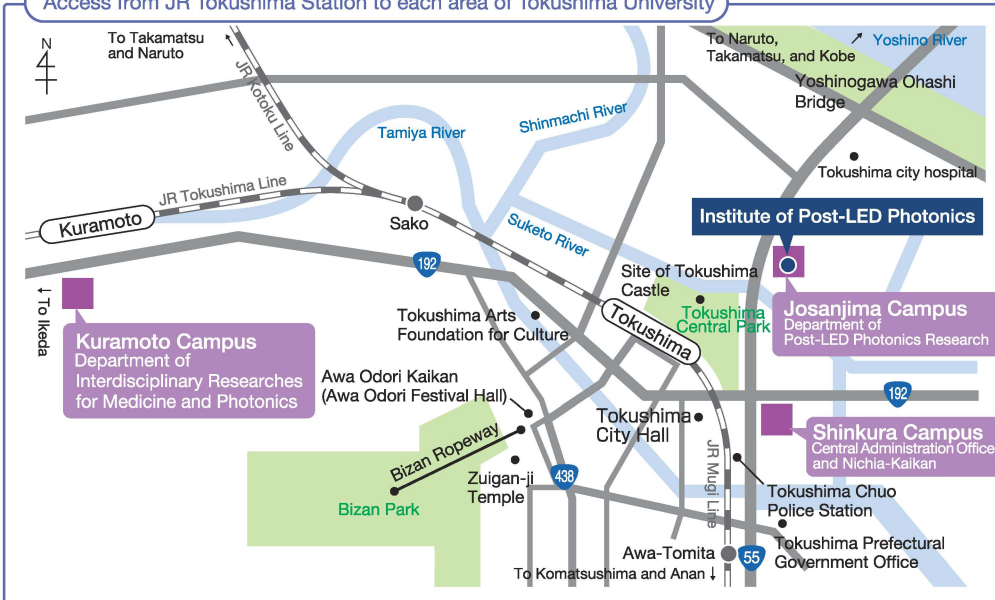 Access from JR Tokushima Station to each area of Tokushima University
N
To Takamatsu
and Naruto
JR Kotoku Line
To Naruto,
Takamatsu, and Kobe
Yoshino River
Yoshinogawa Ohashi
Bridge
Tamiya River
Shinmachi River
Tokushima city hospital
JR Tokushima Line
Kuramoto
Sako
Suketo River
Institute of Post-LED Photonics
192
Site of Tokushima
Castle
Tokushima
Central Park
Josanjima Campus
Department of
Post-LED Photonics Research
↓ To Ikeda
Tokushima Arts
Foundation for Culture
Tokushima
Kuramoto Campus
Department of
Interdisciplinary Researches
for Medicine and Photonics
Awa Odori Kaikan
(Awa Odori Festival Hall)
192
Tokushima
City Hall
Shinkura Campus
Central Administration Office
and Nichia-Kaikan
Bizan Ropeway
Zuigan-ji
Temple
438
JR Mugi Line
Bizan Park
Tokushima Chuo
Police Station
Awa-Tomita
55
Tokushima Prefectural
Government Office
To Komatsushima and Anan ↓